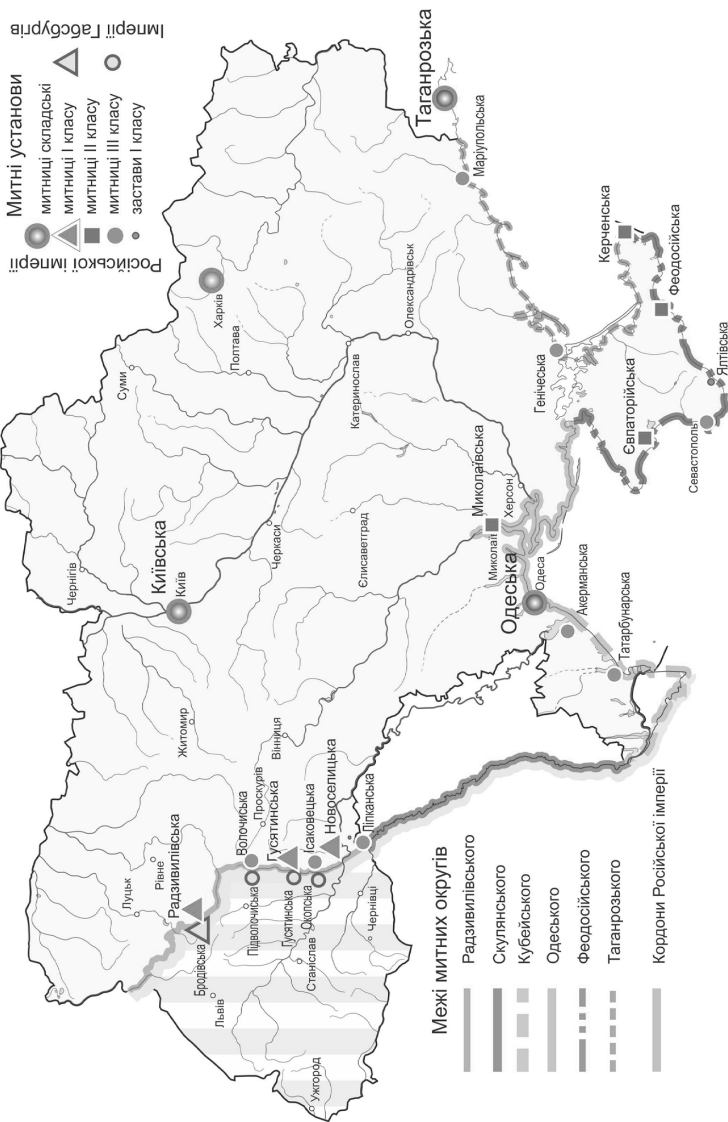 Митні установи
Російської імперії
Імперії Габсбургів
митниці складські
митниці І класу
митниці ІІ класу
митниці ІІІ класу
застави І класу
Таганрозька
Маріупольська
Харків
Суми
Полтава
Олександрівськ
Катеринослав
Генічеська
Керченська
Феодосійська
Ялтівська
Євпаторійська
Севастополь
Чернігів
Київська
Київ
Черкаси
Єлисаветград
Миколаївська
Миколаїв
Херсон
Одеська
Одеса
Акерманська
Татарбунарська
Житомир
Вінниця
Проскурів
Волочиська
Гусятинська
Ісаковецька
Новоселицька
Ліпканська
Луцьк
Рівне
Радзивилівська
Бродівська
Підволочиська
Гусятинська
Окопська
Львів
Станіслав
Чернівці
Ужгород
Межі митних округів
Радзивилівського
Скулянського
Кубейського
Одеського
Феодосійського
Таганрозького
Кордони Російської імперії